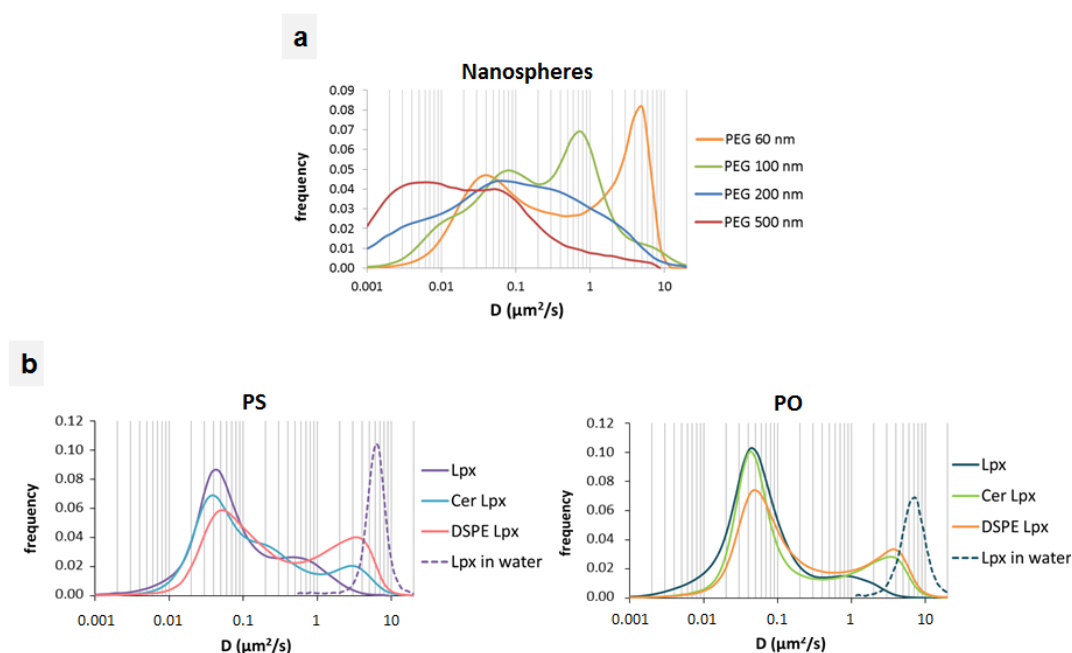 a
Nanospheres
0.09
0.08
0.07
0.06
0.05
0.04
0.03
0.02
0.01
0.00
frequency
0.001 0.01 0.1 1 10
D (µm²/s)
PEG 60 nm
PEG 100 nm
PEG 200 nm
PEG 500 nm
b
PS
0.12
0.10
0.08
0.06
0.04
0.02
0.00
frequency
0.001 0.01 0.1 1 10
D (µm²/s)
Lpx
Cer Lpx
DSPE Lpx
Lpx in water
PO
0.12
0.10
0.08
0.06
0.04
0.02
0.00
frequency
0.001 0.01 0.1 1 10
D (µm²/s)
Lpx
Cer Lpx
DSPE Lpx
Lpx in water